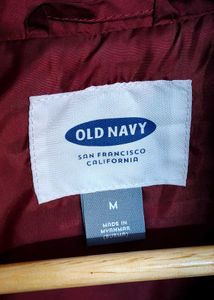 OLD NAVY
SAN FRANCISCO
CALIFORNIA
M
MADE IN
MYANMAR